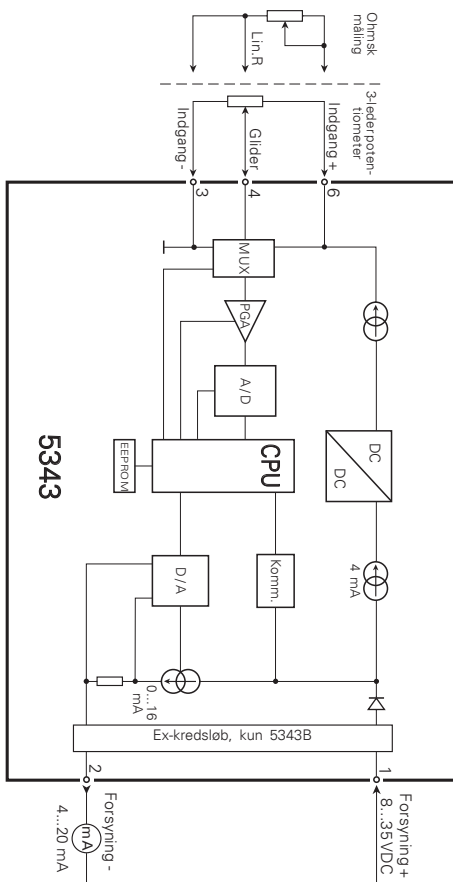 Ohmsk
måling
Lin.R
3-lederpoten-
tiometer
Indgang -
Glider
Indgang +
3
4
6
MUX
PGA
A/D
CPU
EEPROM
DC
DC
5343
D/A
Komm.
4 mA
0...16
mA
Ex-kredsløb, kun 5343B
2
1
Forsyning -
4...20 mA
mA
Forsyning +
8...35VDC